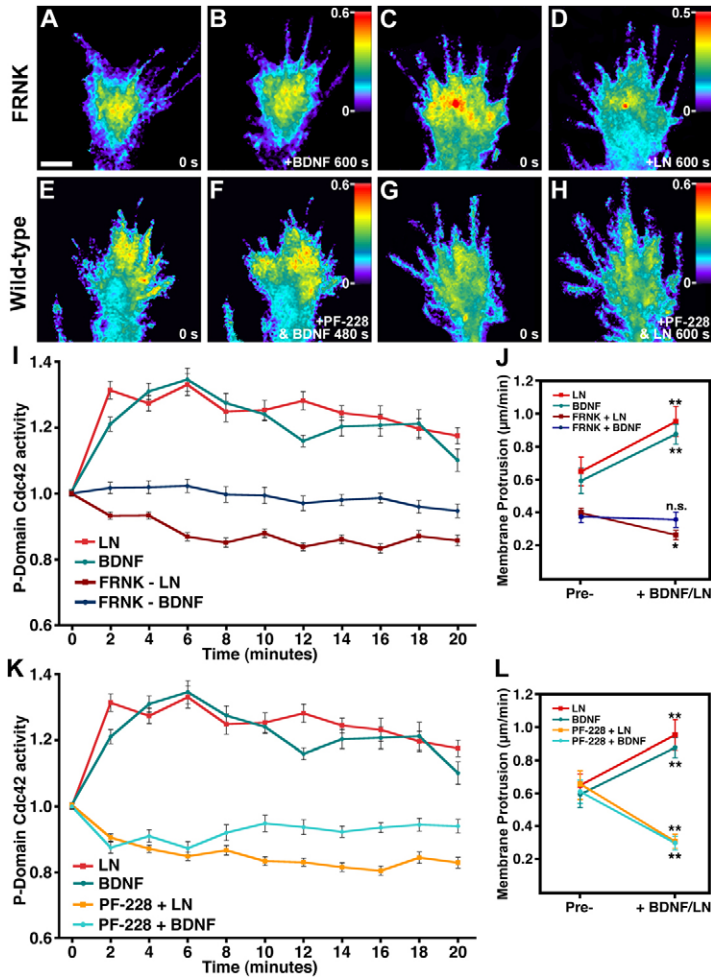 A B C D
0.6
0.5
0
0
FRNK
0 s
+BDNF 600 s
0 s
+LN 600 s
E F G H
0.6
0.6
0
0
Wild-type
0 s
+PF-228
& BDNF 480 s
0 s
+PF-228
& LN 600 s
I
1.4
1.2
1.0
0.8
0.6
P-Domain Cdc42 activity
LN
BDNF
FRNK - LN
FRNK - BDNF
0 2 4 6 8 10 12 14 16 18 20
Time (minutes)
J
1.2
1.0
0.8
0.6
0.4
0.2
Membrane Protrusion (µm/min)
LN
BDNF
FRNK + LN
FRNK + BDNF
**
**
n.s.
*
Pre- + BDNF/LN
K
1.4
1.2
1.0
0.8
0.6
P-Domain Cdc42 activity
LN
BDNF
PF-228 + LN
PF-228 + BDNF
0 2 4 6 8 10 12 14 16 18 20
Time (minutes)
L
1.2
1.0
0.8
0.6
0.4
0.2
Membrane Protrusion (µm/min)
LN
BDNF
PF-228 + LN
PF-228 + BDNF
**
**
**
**
Pre- + BDNF/LN